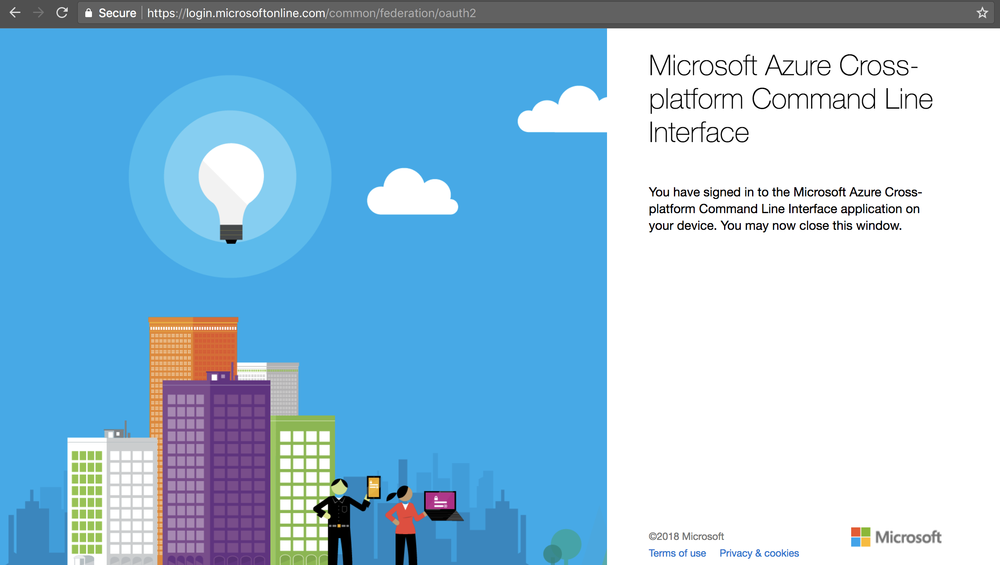 Secure https://login.microsoftonline.com/common/federation/oauth2
Microsoft Azure Cross-
platform Command Line
Interface
You have signed in to the Microsoft Azure Cross-
platform Command Line Interface application on
your device. You may now close this window.
©2018 Microsoft
Terms of use Privacy & cookies
Microsoft